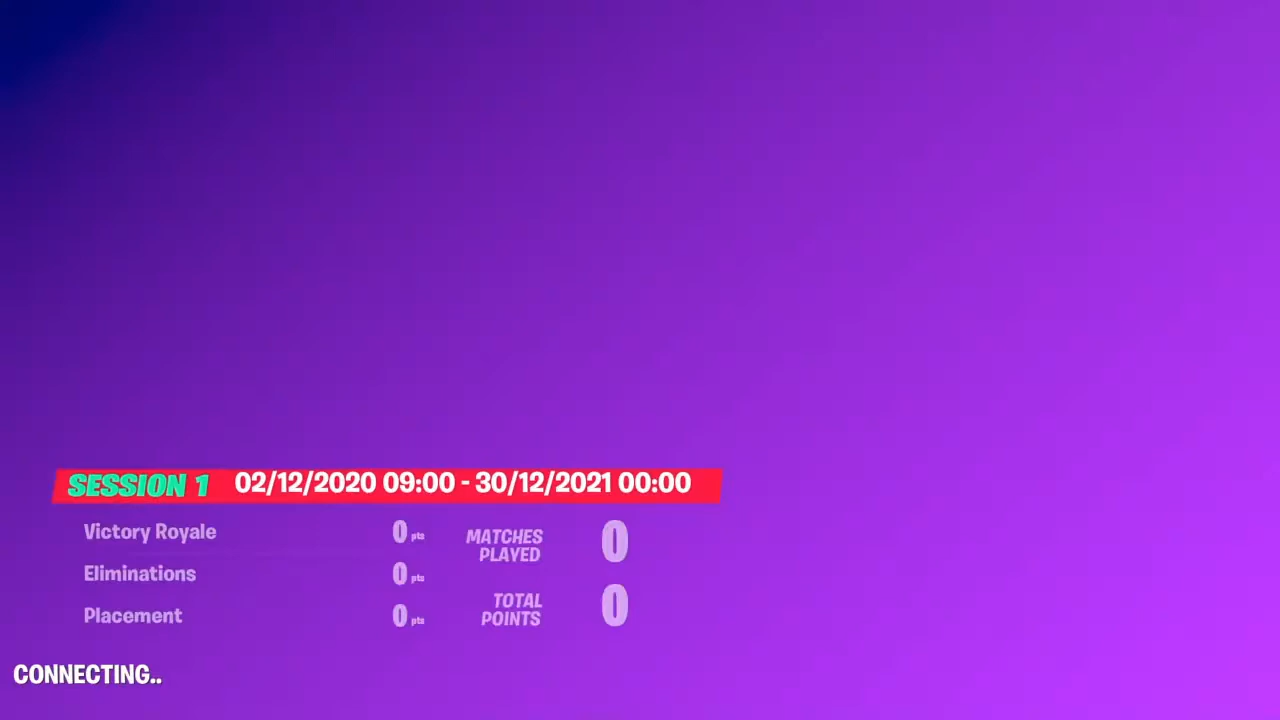 SESSION 1 02/12/2020 09:00 - 30/12/2021 00:00
Victory Royale 0 pts
Eliminations 0 pts
Placement 0 pts
MATCHES
PLAYED 0
TOTAL
POINTS 0
CONNECTING..